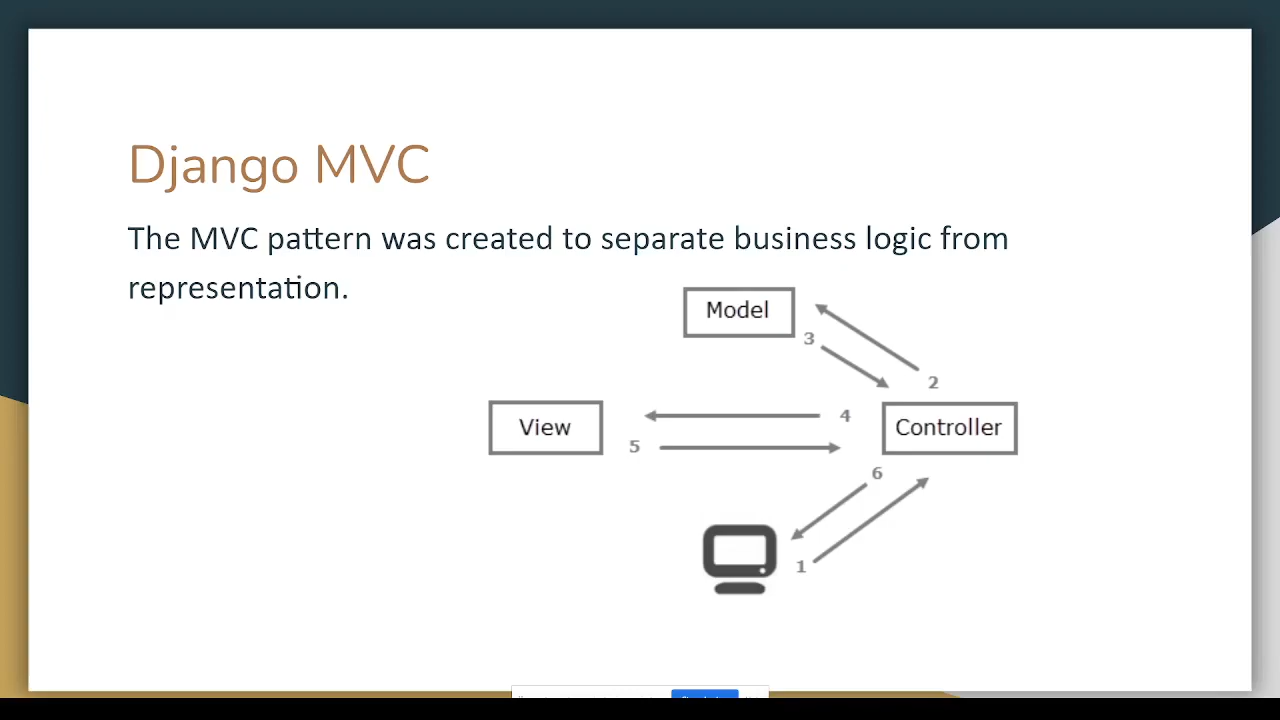 Django MVC
The MVC pattern was created to separate business logic from
representation.
Model
3
2
4
View
Controller
5
6
1